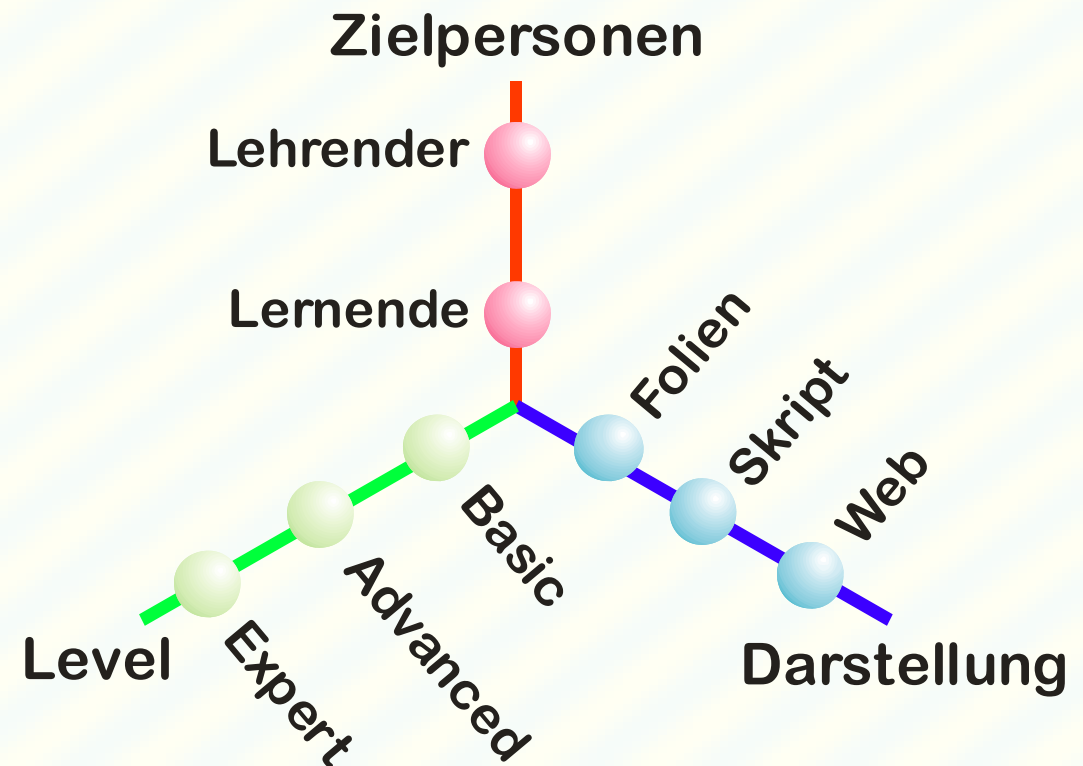 Zielpersonen
Lehrender
Lernende
Folien
Skript
Web
Basic
Advanced
Expert
Level
Darstellung